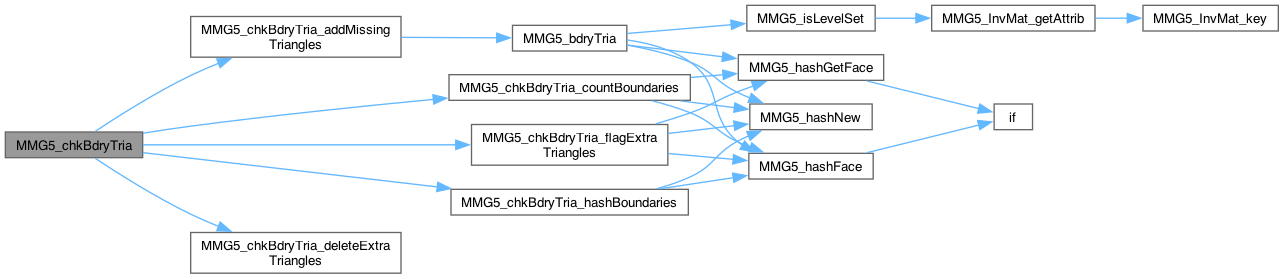 MMG5_chkBdryTria
MMG5_chkBdryTria_addMissing
Triangles
MMG5_chkBdryTria_countBoundaries
MMG5_chkBdryTria_flagExtra
Triangles
MMG5_chkBdryTria_hashBoundaries
MMG5_chkBdryTria_deleteExtra
Triangles
MMG5_bdryTria
MMG5_isLevelSet
MMG5_hashGetFace
MMG5_hashNew
MMG5_hashFace
MMG5_InvMat_getAttrib
if
MMG5_InvMat_key